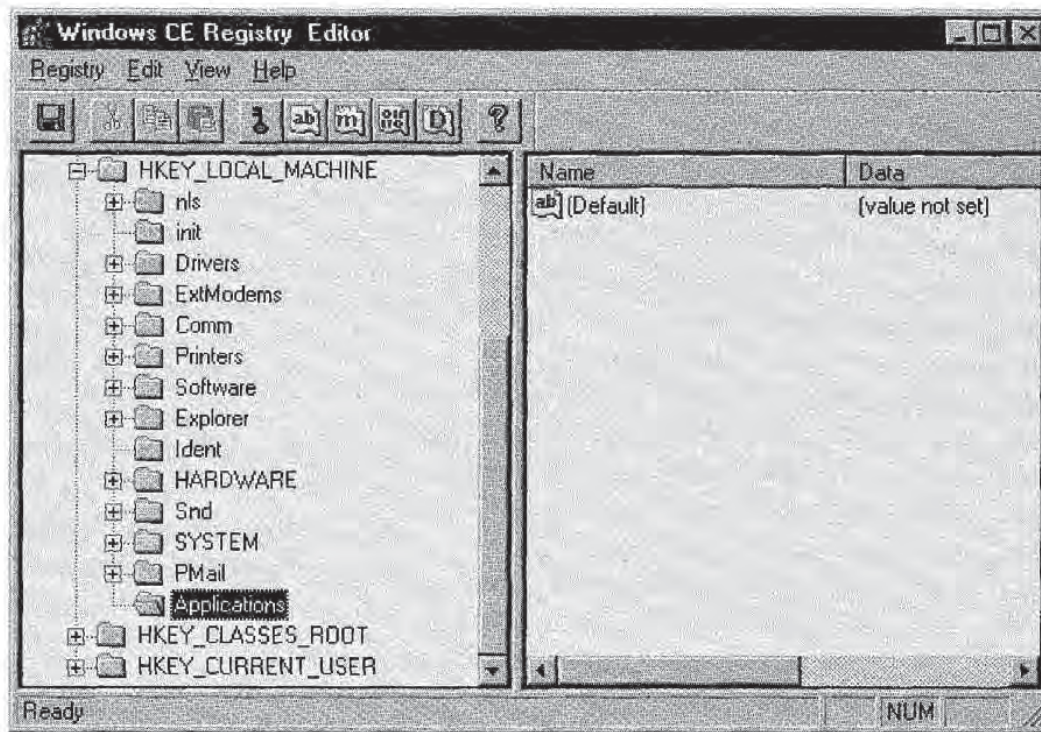 Windows CE Registry Editor
Registry Edit View Help
HKEY_LOCAL_MACHINE
nls
init
Drivers
ExtModems
Comm
Printers
Software
Explorer
Ident
HARDWARE
Snd
SYSTEM
PMail
Applications
HKEY_CLASSES_ROOT
HKEY_CURRENT_USER
Name Data
ab (Default) (value not set)
Ready NUM